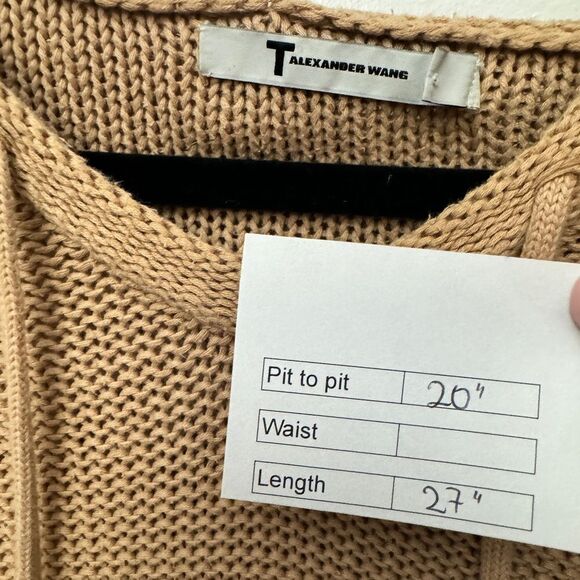 T ALEXANDER WANG
Pit to pit 20"
Waist
Length 27"